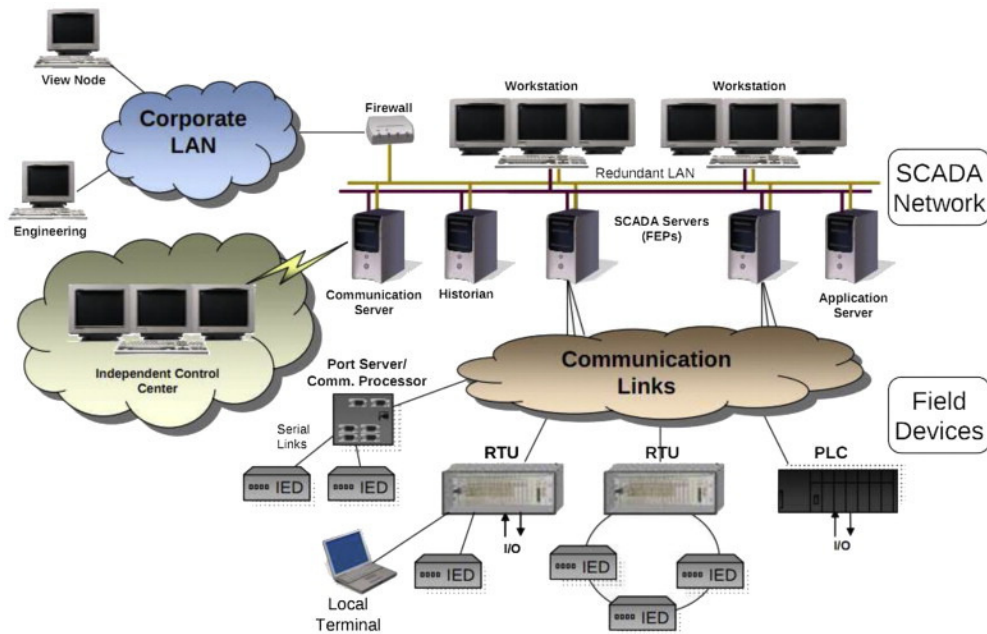 View Node
Corporate
LAN
Engineering
Firewall
Workstation
Workstation
Redundant LAN
SCADA
Network
SCADA Servers
(FEPs)
Communication
Server
Historian
Application
Server
Independent Control
Center
Communication
Links
Port Server/
Comm. Processor
Serial
Links
Field
Devices
RTU
RTU
PLC
IED
IED
I/O
I/O
IED
IED
IED
IED
Local
Terminal